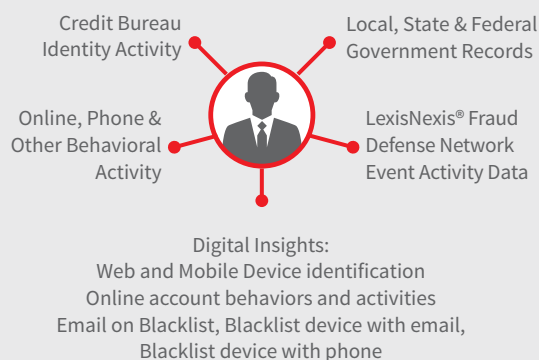 Credit Bureau
Identity Activity
Local, State & Federal
Government Records
Online, Phone &
Other Behavioral
Activity
LexisNexis® Fraud
Defense Network
Event Activity Data
Digital Insights:
Web and Mobile Device identification
Online account behaviors and activities
Email on Blacklist, Blacklist device with email,
Blacklist device with phone